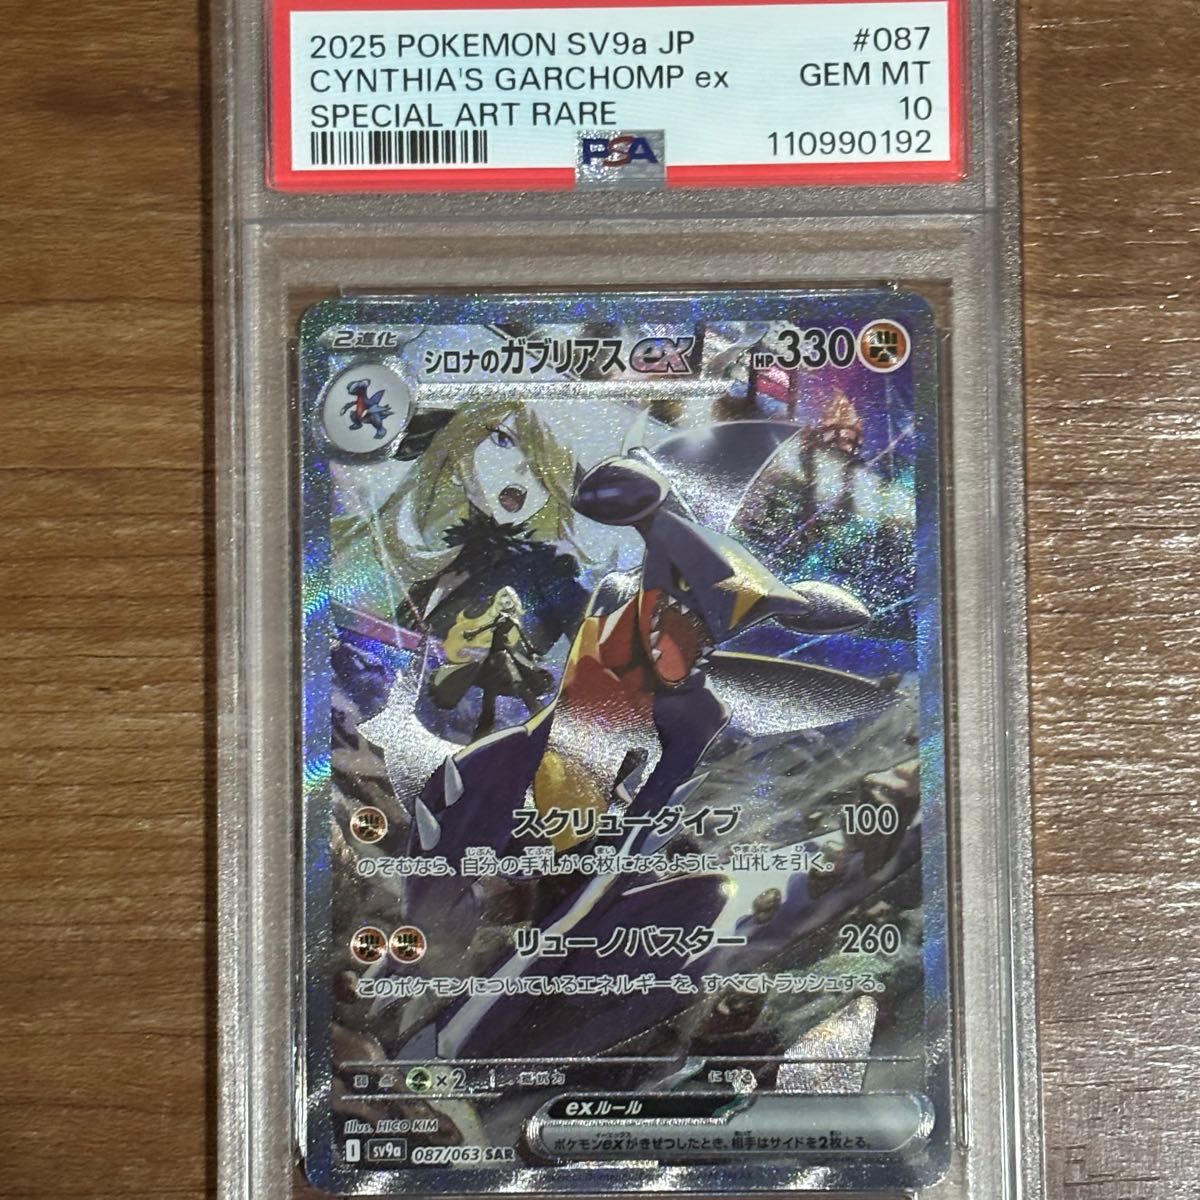 2025 POKEMON SV9a JP #087
CYNTHIA'S GARCHOMP ex GEM MT
SPECIAL ART RARE 10
PSA 110990192
2進化 シロナのガブリアスex HP 330
スクリューダイブ 100
のぞむなら、自分の手札が6枚になるように、山札を引く。
リューノバスター 260
このポケモンについているエネルギーを、すべてトラッシュする。
弱点 ×2 抵抗力 にげる
exルール
ポケモンexがきぜつしたとき、相手はサイドを2枚とる。
Illus. HICO KIM
I sv9a 087/063 SAR